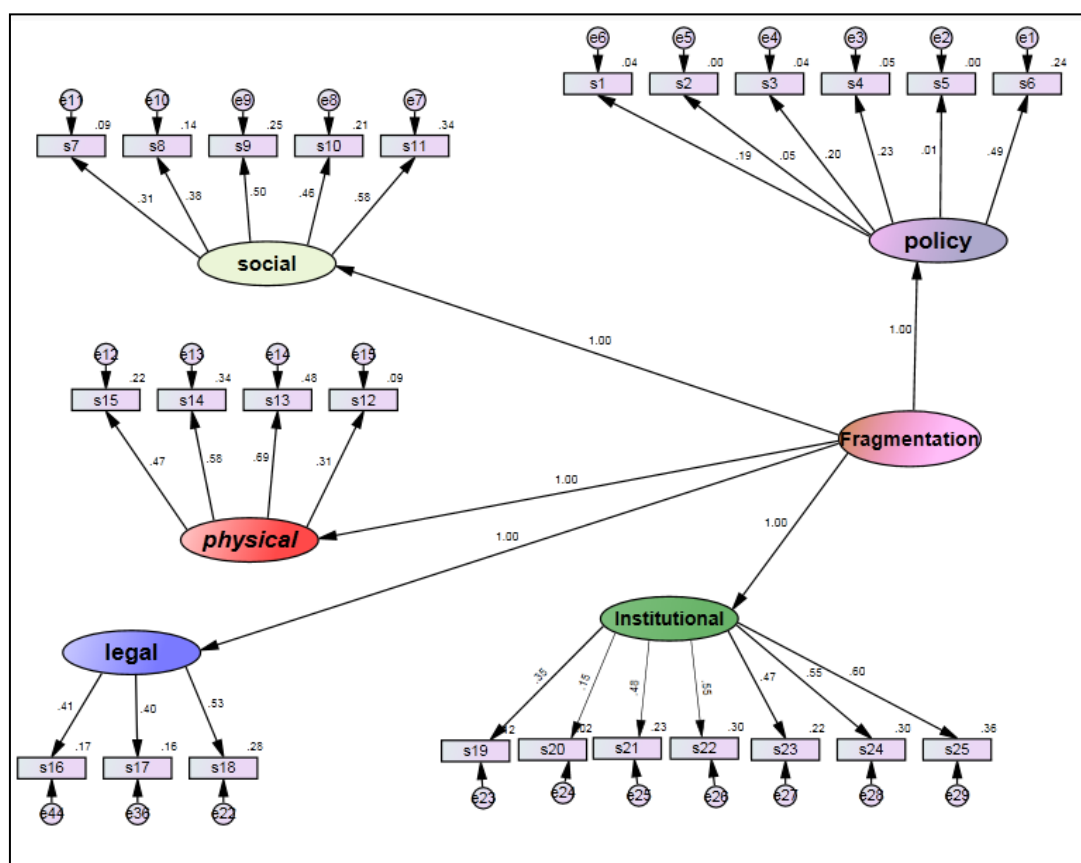 e6 e5 e4 e3 e2 e1
.04 .00 .04 .05 .00 .24
s1 s2 s3 s4 s5 s6
.19 .05 .20 .23 .01 .49
policy
1.00
e11 e10 e9 e8 e7
.09 .14 .25 .21 .34
s7 s8 s9 s10 s11
.31 .38 .50 .46 .58
social
1.00
e12 e13 e14 e15
.22 .34 .48 .09
s15 s14 s13 s12
.47 .58 .69 .31
physical
1.00
Fragmentation
1.00
1.00
legal
.41 .40 .53
.17 .16 .28
s16 s17 s18
e44 e36 e22
Institutional
.35 .15 .48 .55 .47 .55 .60
.12 .02 .23 .30 .22 .30 .36
s19 s20 s21 s22 s23 s24 s25
e23 e24 e25 e26 e27 e28 e29